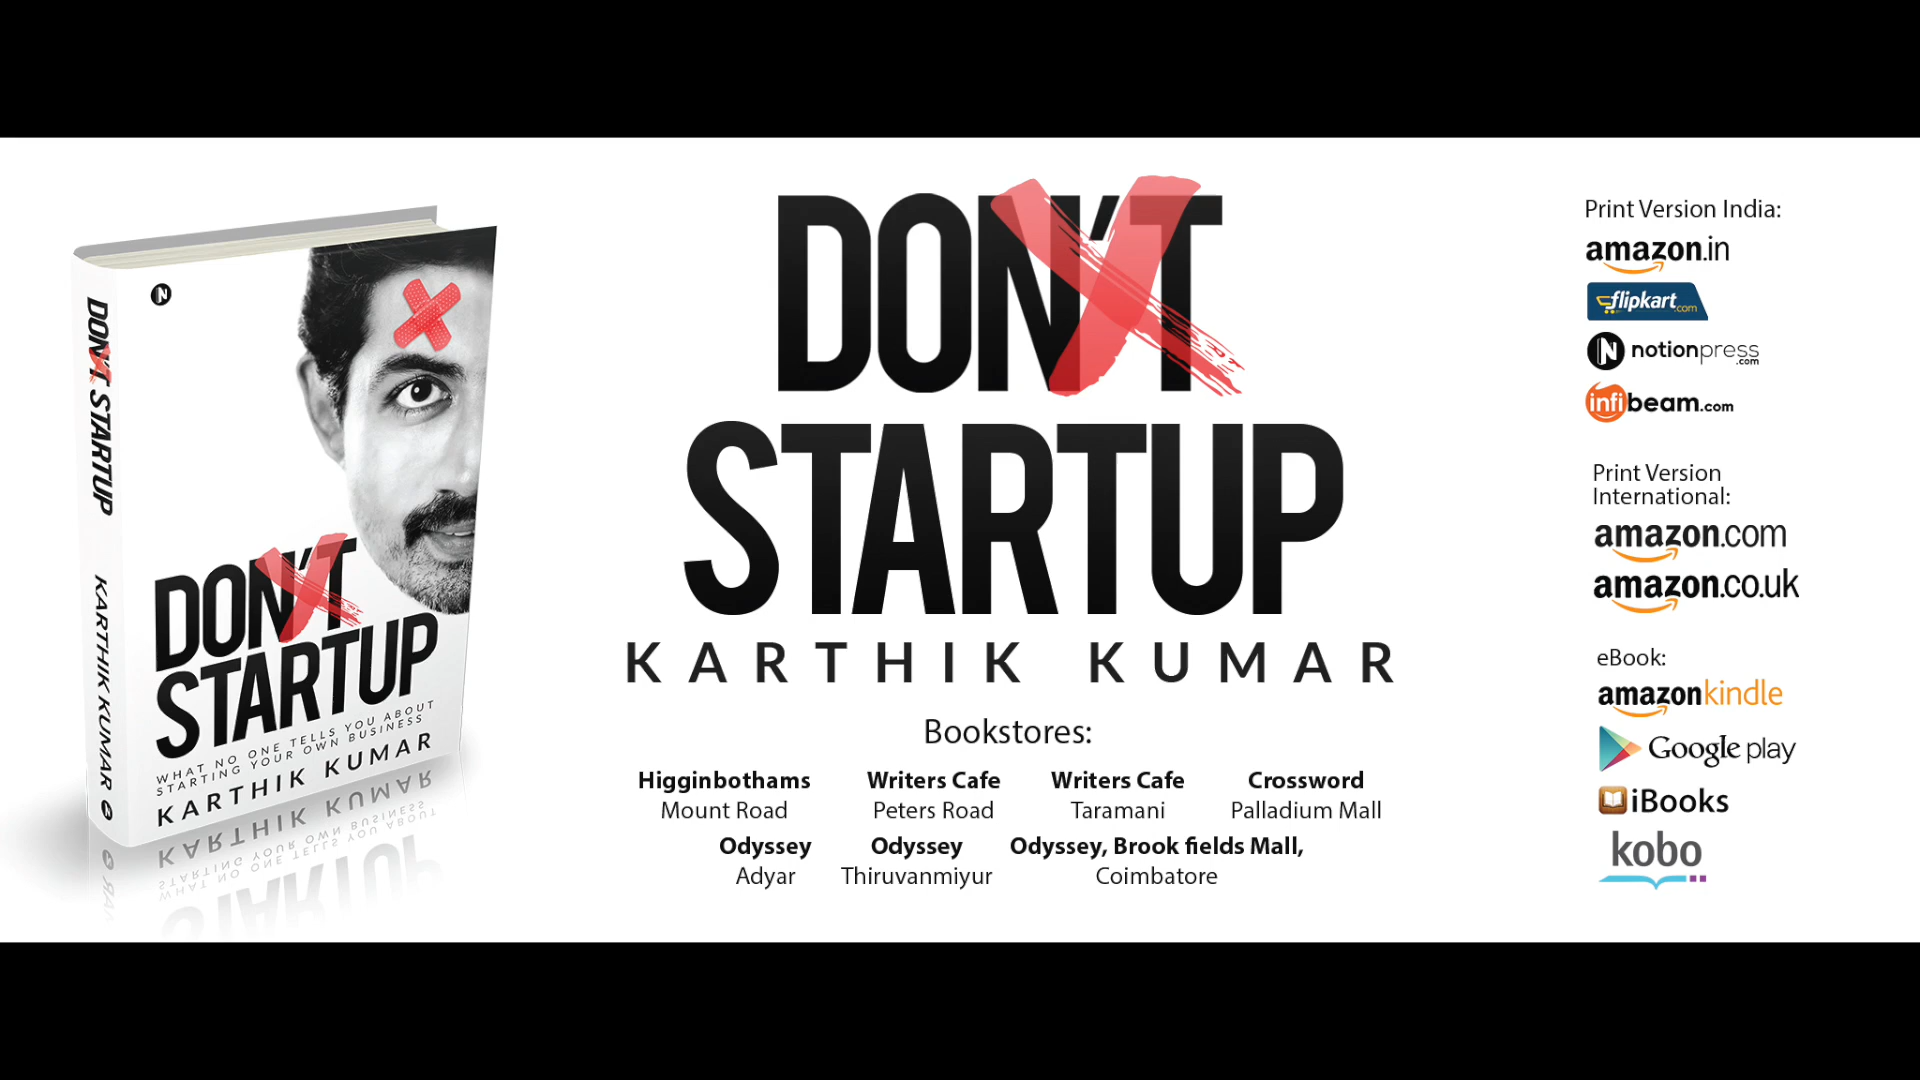 DON'T STARTUP
KARTHIK KUMAR
N
DON'T
STARTUP
WHAT NO ONE TELLS YOU ABOUT
STARTING YOUR OWN BUSINESS
KARTHIK KUMAR
DON'T
STARTUP
KARTHIK KUMAR
Bookstores:
Higginbothams Writers Cafe Writers Cafe Crossword
Mount Road Peters Road Taramani Palladium Mall
Odyssey Odyssey Odyssey, Brook fields Mall,
Adyar Thiruvanmiyur Coimbatore
Print Version India:
amazon.in
flipkart.com
N notionpress.com
infibeam.com
Print Version
International:
amazon.com
amazon.co.uk
eBook:
amazonkindle
Google play
iBooks
kobo